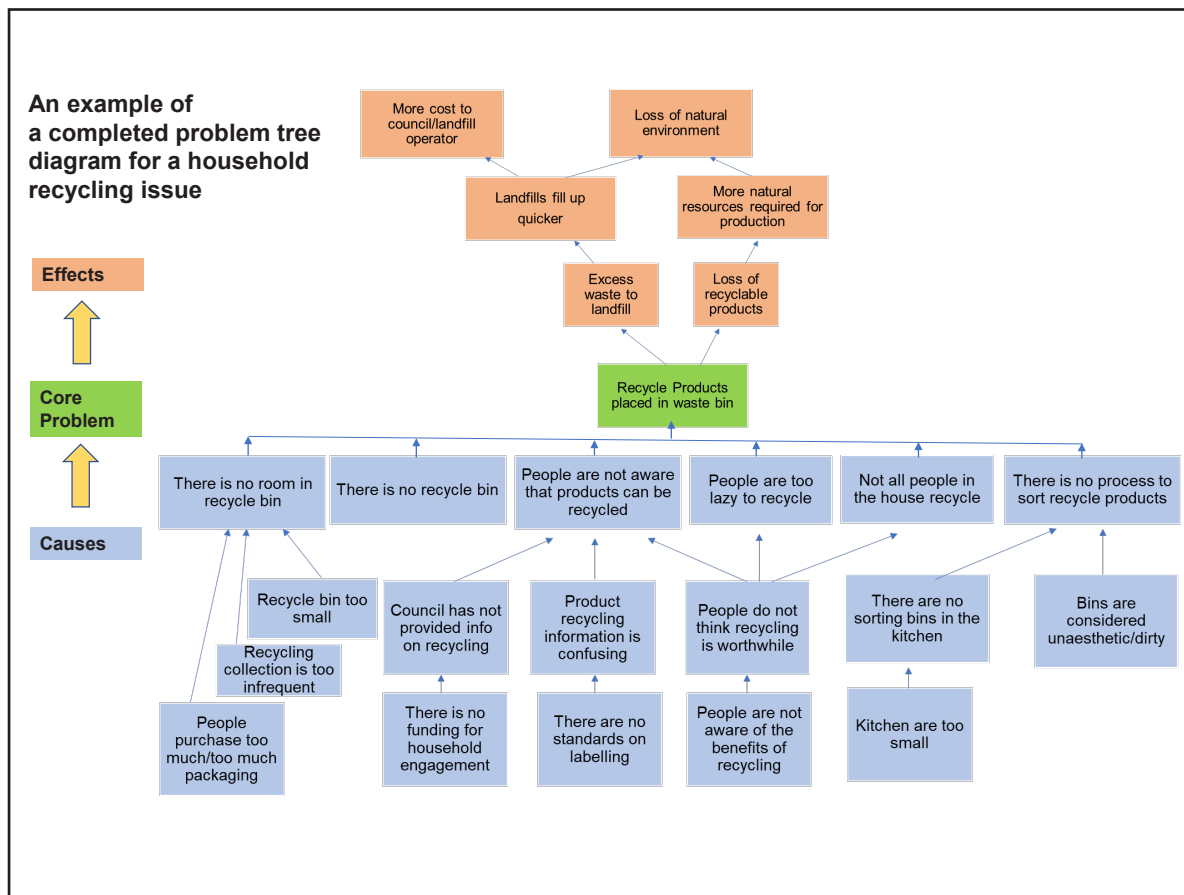 An example of
a completed problem tree
diagram for a household
recycling issue
More cost to
council/landfill
operator
Loss of natural
environment
Landfills fill up
quicker
More natural
resources required for
production
Effects
Excess
waste to
landfill
Loss of
recyclable
products
Core
Problem
Recycle Products
placed in waste bin
Causes
There is no room in
recycle bin
There is no recycle bin
People are not aware
that products can be
recycled
People are too
lazy to recycle
Not all people in
the house recycle
There is no process to
sort recycle products
Recycle bin too
small
Recycling
collection is too
infrequent
People
purchase too
much/too much
packaging
Council has not
provided info
on recycling
Product
recycling
information is
confusing
People do not
think recycling
is worthwhile
There are no
sorting bins in the
kitchen
Bins are
considered
unaesthetic/dirty
There is no
funding for
household
engagement
There are no
standards on
labelling
People are not
aware of the
benefits of
recycling
Kitchen are too
small